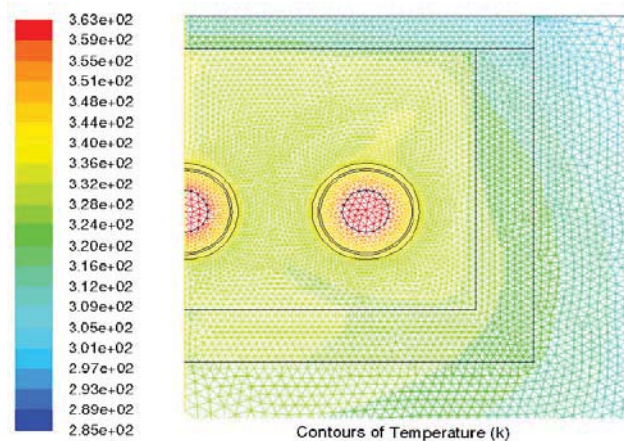 3.63e+02
3.59e+02
3.55e+02
3.51e+02
3.48e+02
3.44e+02
3.40e+02
3.36e+02
3.32e+02
3.28e+02
3.24e+02
3.20e+02
3.16e+02
3.12e+02
3.09e+02
3.05e+02
3.01e+02
2.97e+02
2.93e+02
2.89e+02
2.85e+02
Contours of Temperature (k)